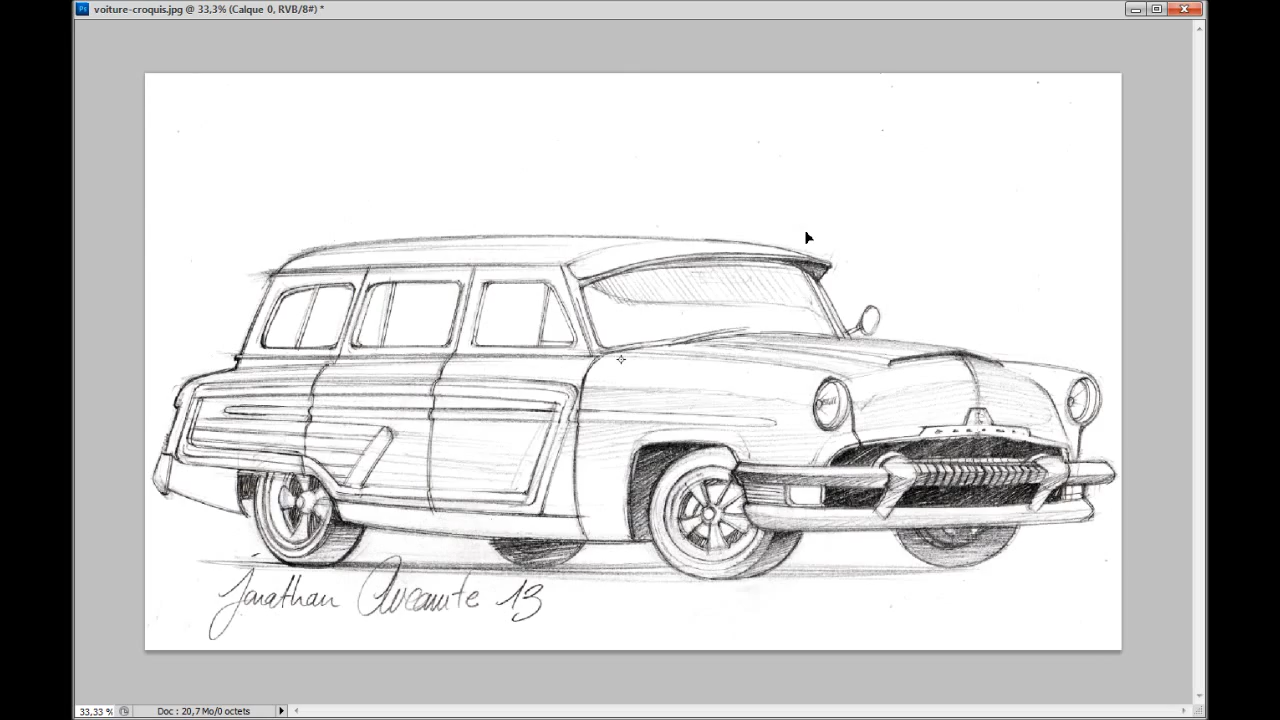 voiture-croquis.jpg @ 33,3% (Calque 0, RVB/8#) *
Jonathan 13
33,33 %
Doc : 20,7 Mo/0 octets